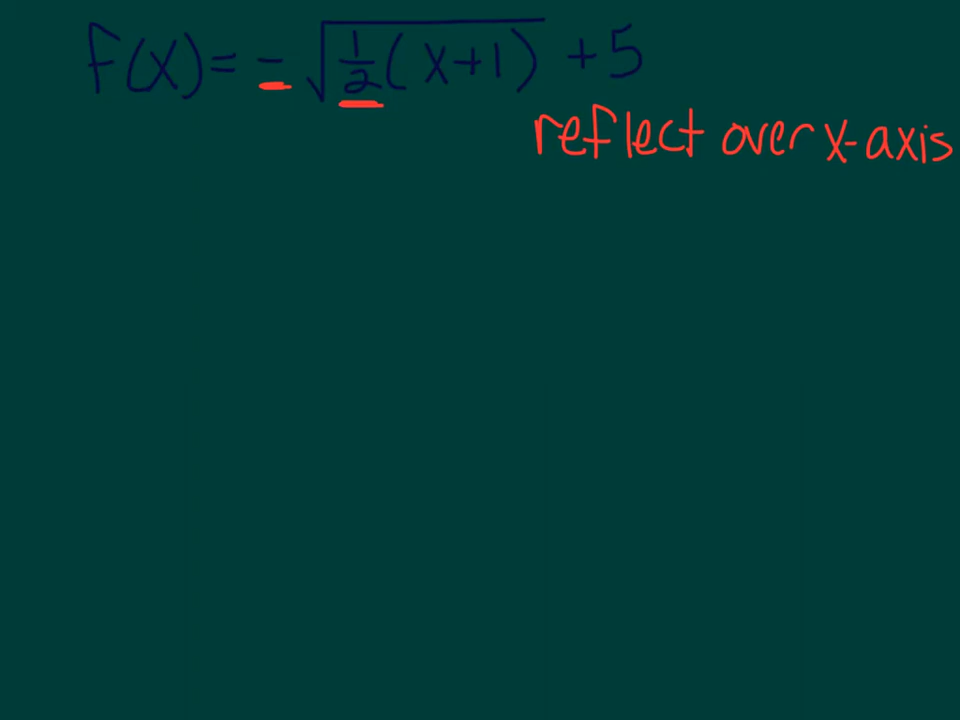 f(x) = - √(½(x+1)) + 5
reflect over x-axis